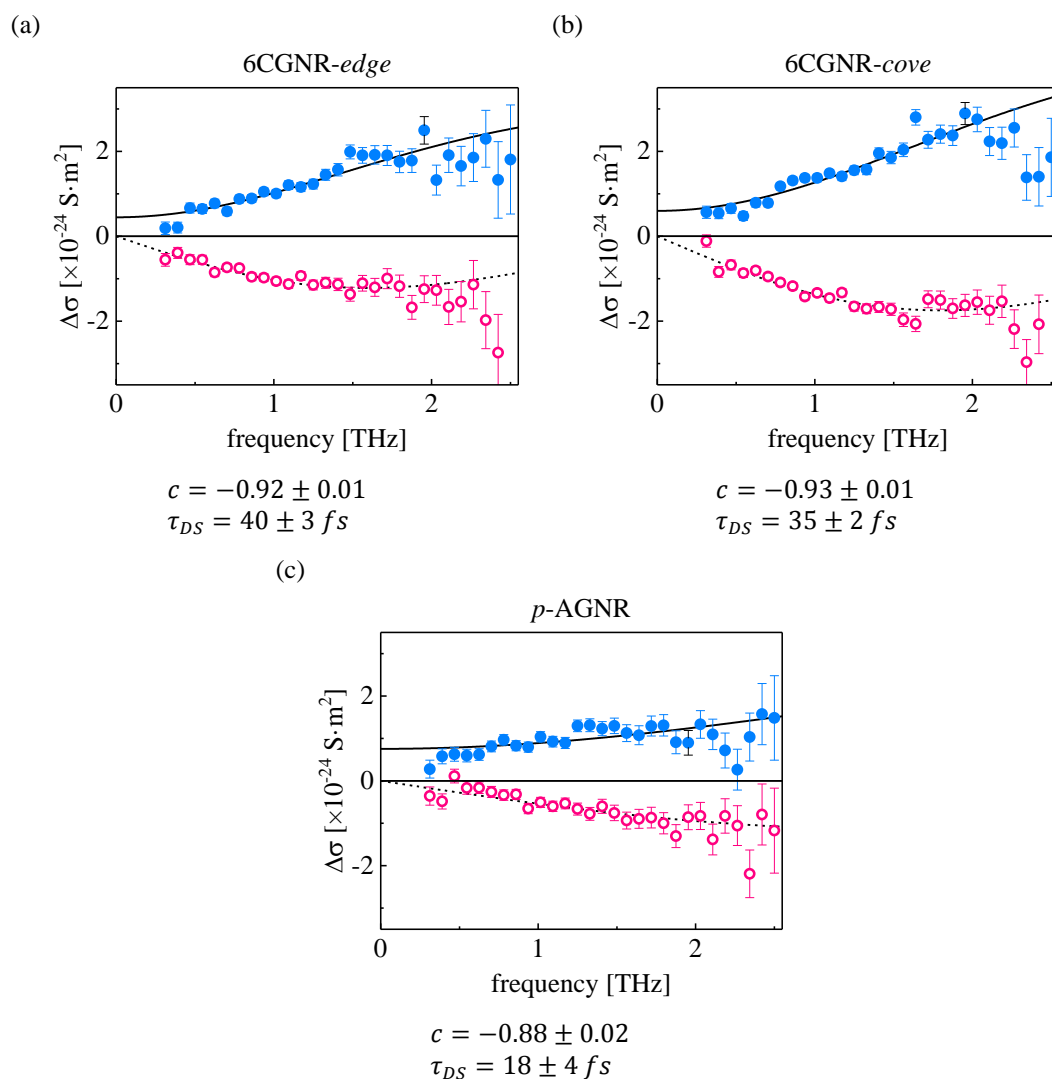 (a)
6CGNR-edge
Δσ [×10⁻²⁴ S·m²]
2
0
-2
0
1
2
frequency [THz]
c = −0.92 ± 0.01
τ_DS = 40 ± 3 fs
(b)
6CGNR-cove
Δσ [×10⁻²⁴ S·m²]
2
0
-2
0
1
2
frequency [THz]
c = −0.93 ± 0.01
τ_DS = 35 ± 2 fs
(c)
p-AGNR
Δσ [×10⁻²⁴ S·m²]
2
0
-2
0
1
2
frequency [THz]
c = −0.88 ± 0.02
τ_DS = 18 ± 4 fs